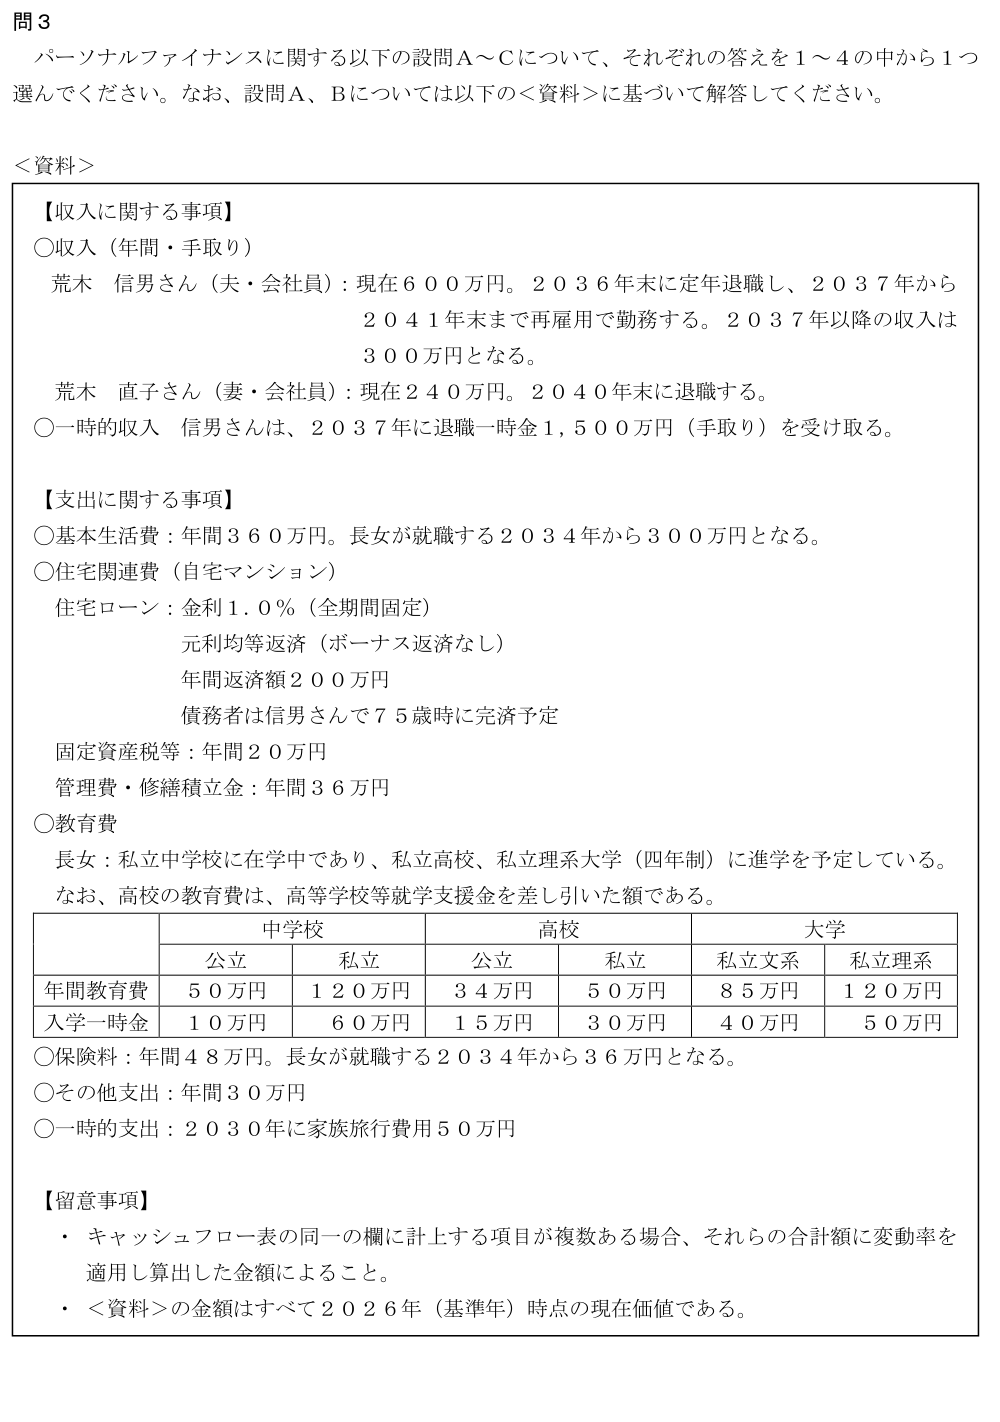 問３
パーソナルファイナンスに関する以下の設問Ａ～Ｃについて、それぞれの答えを１～４の中から１つ
選んでください。なお、設問Ａ、Ｂについては以下の＜資料＞に基づいて解答してください。
＜資料＞
【収入に関する事項】
○収入（年間・手取り）
荒木　信男さん（夫・会社員）：現在６００万円。２０３６年末に定年退職し、２０３７年から
２０４１年末まで再雇用で勤務する。２０３７年以降の収入は
３００万円となる。
荒木　直子さん（妻・会社員）：現在２４０万円。２０４０年末に退職する。
○一時的収入　信男さんは、２０３７年に退職一時金１,５００万円（手取り）を受け取る。
【支出に関する事項】
○基本生活費：年間３６０万円。長女が就職する２０３４年から３００万円となる。
○住宅関連費（自宅マンション）
住宅ローン：金利１.０％（全期間固定）
元利均等返済（ボーナス返済なし）
年間返済額２００万円
債務者は信男さんで７５歳時に完済予定
固定資産税等：年間２０万円
管理費・修繕積立金：年間３６万円
○教育費
長女：私立中学校に在学中であり、私立高校、私立理系大学（四年制）に進学を予定している。
なお、高校の教育費は、高等学校等就学支援金を差し引いた額である。
中学校　高校　大学
公立　私立　公立　私立　私立文系　私立理系
年間教育費　５０万円　１２０万円　３４万円　５０万円　８５万円　１２０万円
入学一時金　１０万円　６０万円　１５万円　３０万円　４０万円　５０万円
○保険料：年間４８万円。長女が就職する２０３４年から３６万円となる。
○その他支出：年間３０万円
○一時的支出：２０３０年に家族旅行費用５０万円
【留意事項】
・ キャッシュフロー表の同一の欄に計上する項目が複数ある場合、それらの合計額に変動率を
適用し算出した金額によること。
・ ＜資料＞の金額はすべて２０２６年（基準年）時点の現在価値である。